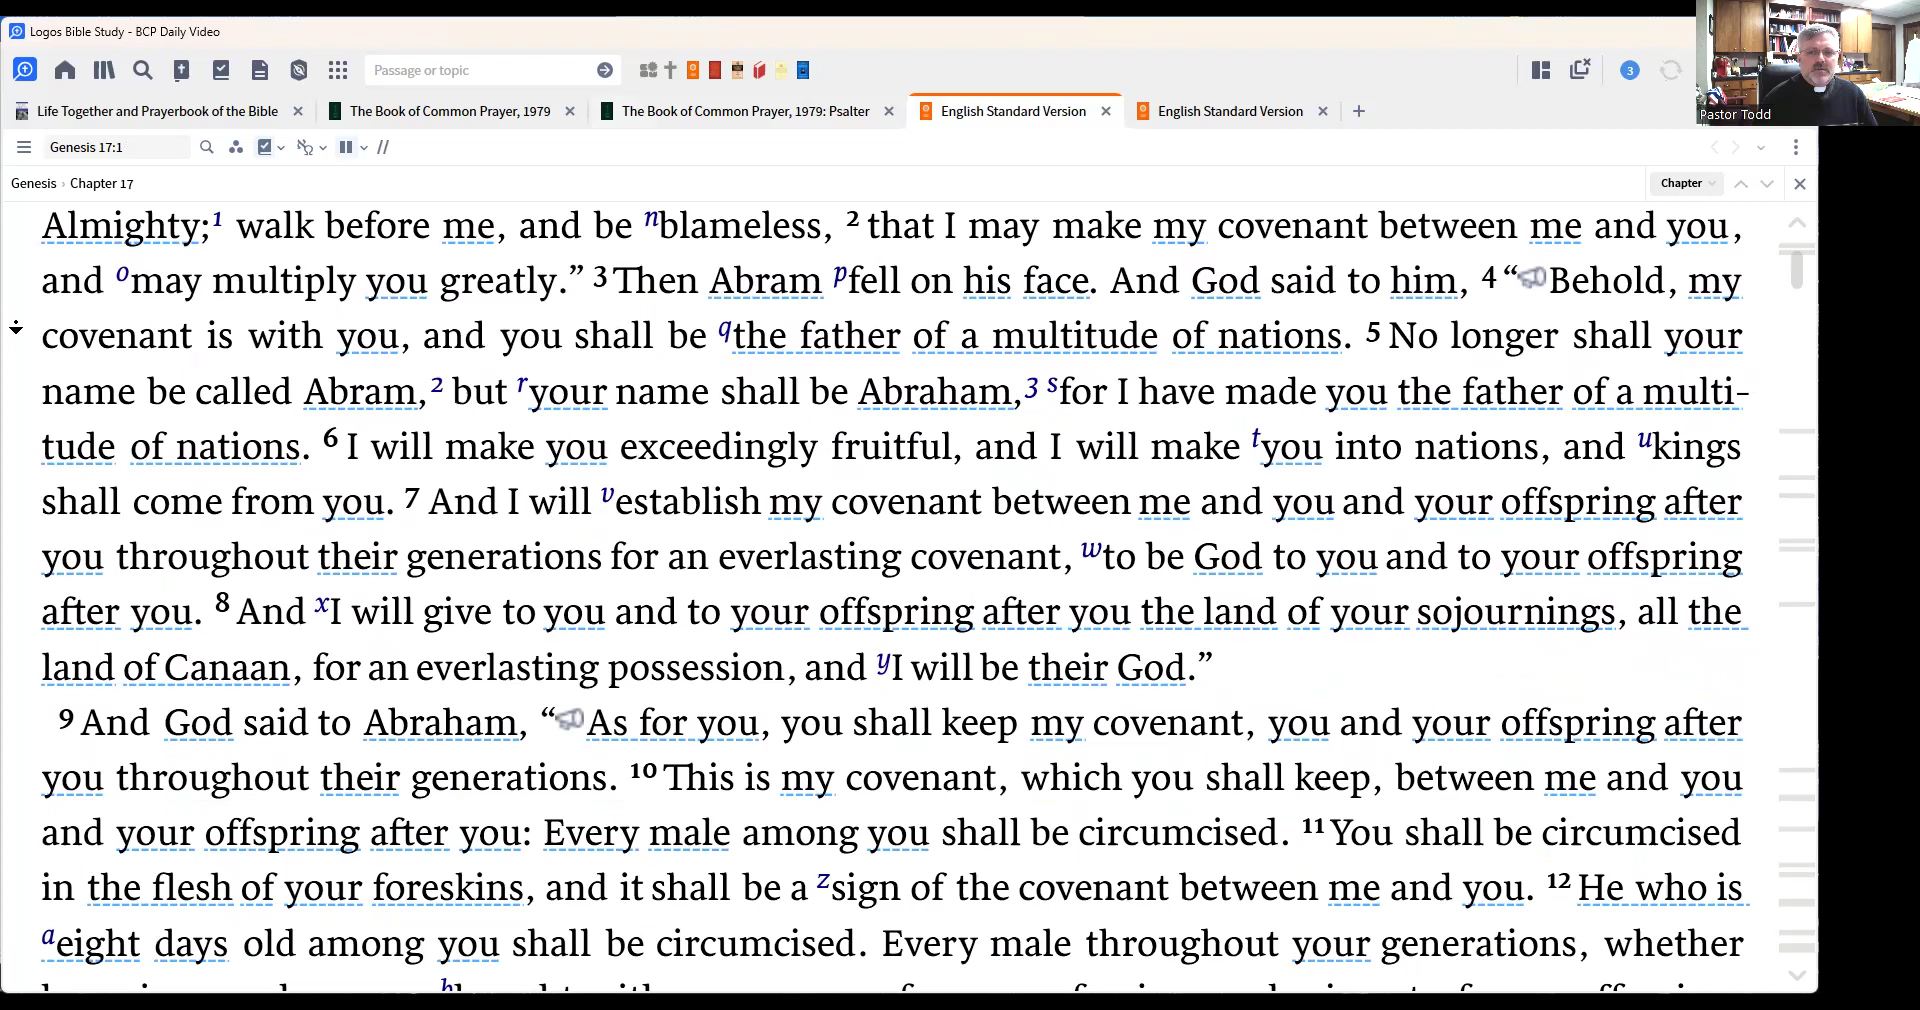 Logos Bible Study - BCP Daily Video
Passage or topic
3
Pastor Todd
Life Together and Prayerbook of the Bible
The Book of Common Prayer, 1979
The Book of Common Prayer, 1979: Psalter
English Standard Version
English Standard Version
Genesis 17:1
Genesis › Chapter 17
Chapter
Almighty;1 walk before me, and be nblameless, 2 that I may make my covenant between me and you,
and omay multiply you greatly.” 3 Then Abram pfell on his face. And God said to him, 4 “Behold, my
covenant is with you, and you shall be qthe father of a multitude of nations. 5 No longer shall your
name be called Abram,2 but ryour name shall be Abraham,3 sfor I have made you the father of a multi-
tude of nations. 6 I will make you exceedingly fruitful, and I will make tyou into nations, and ukings
shall come from you. 7 And I will vestablish my covenant between me and you and your offspring after
you throughout their generations for an everlasting covenant, wto be God to you and to your offspring
after you. 8 And xI will give to you and to your offspring after you the land of your sojournings, all the
land of Canaan, for an everlasting possession, and yI will be their God.”
9 And God said to Abraham, “As for you, you shall keep my covenant, you and your offspring after
you throughout their generations. 10 This is my covenant, which you shall keep, between me and you
and your offspring after you: Every male among you shall be circumcised. 11 You shall be circumcised
in the flesh of your foreskins, and it shall be a zsign of the covenant between me and you. 12 He who is
aeight days old among you shall be circumcised. Every male throughout your generations, whether